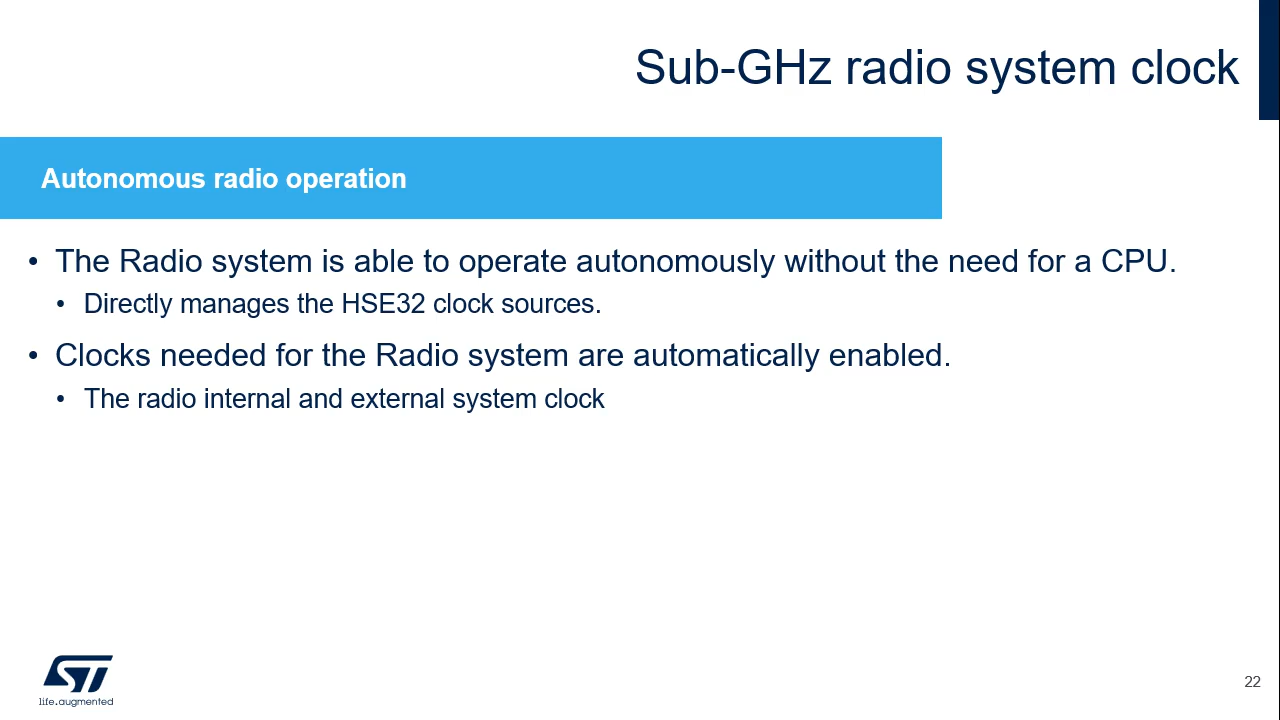 Sub-GHz radio system clock
Autonomous radio operation
• The Radio system is able to operate autonomously without the need for a CPU.
• Directly manages the HSE32 clock sources.
• Clocks needed for the Radio system are automatically enabled.
• The radio internal and external system clock
ST
life.augmented
22